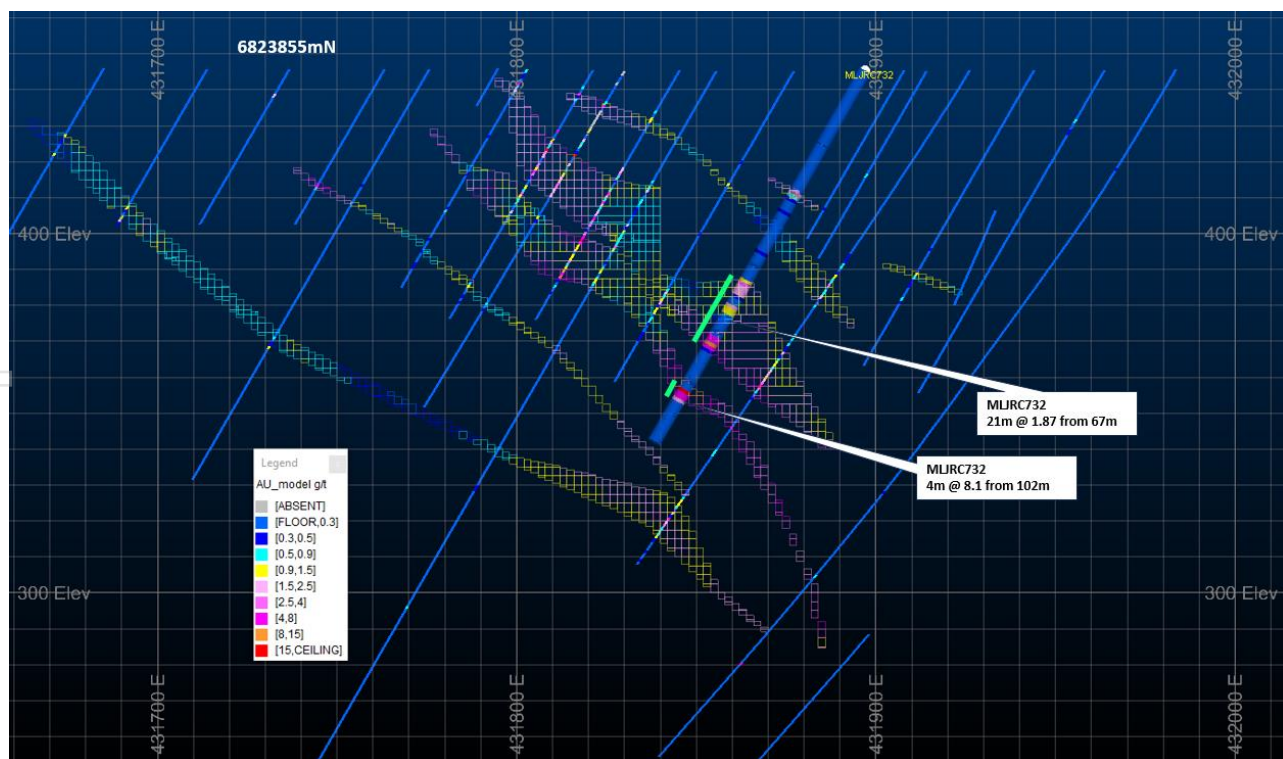 6823855mN
431700 E
431800 E
431900 E
432000 E
MLJRC732
400 Elev
400 Elev
MLJRC732
21m @ 1.87 from 67m
MLJRC732
4m @ 8.1 from 102m
Legend
AU_model g/t
[ABSENT]
[FLOOR,0.3]
[0.3,0.5]
[0.5,0.9]
[0.9,1.5]
[1.5,2.5]
[2.5,4]
[4,8]
[8,15]
[15,CEILING]
300 Elev
300 Elev
431700 E
431800 E
431900 E
432000 E